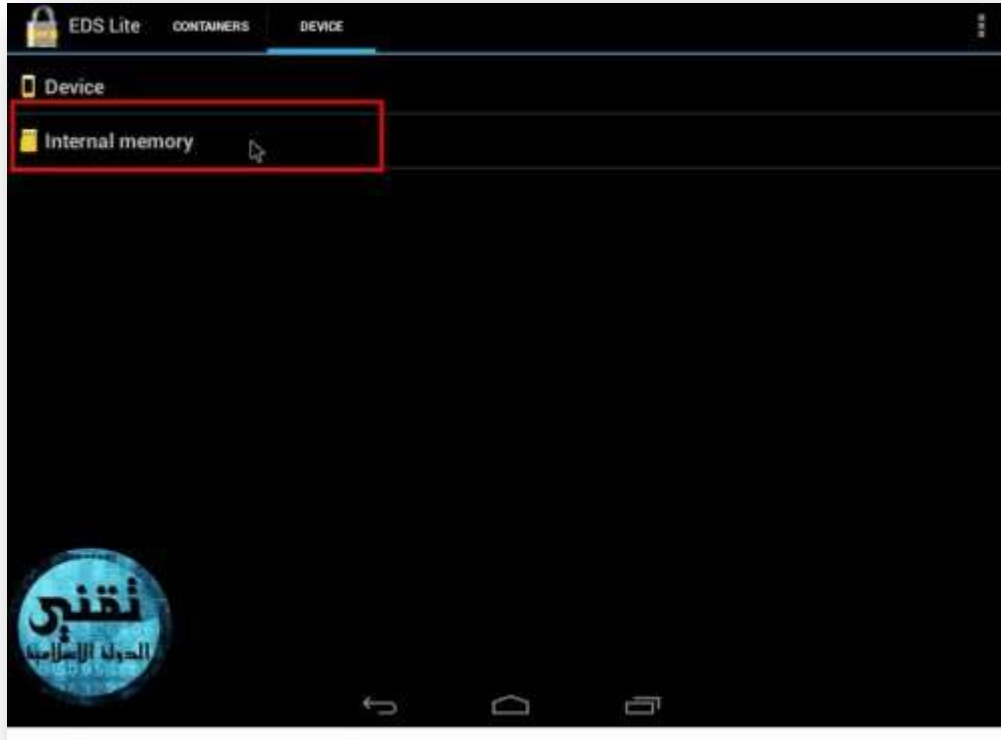 EDS Lite CONTAINERS DEVICE
Device
Internal memory
تقني
الدولة الإسلامية